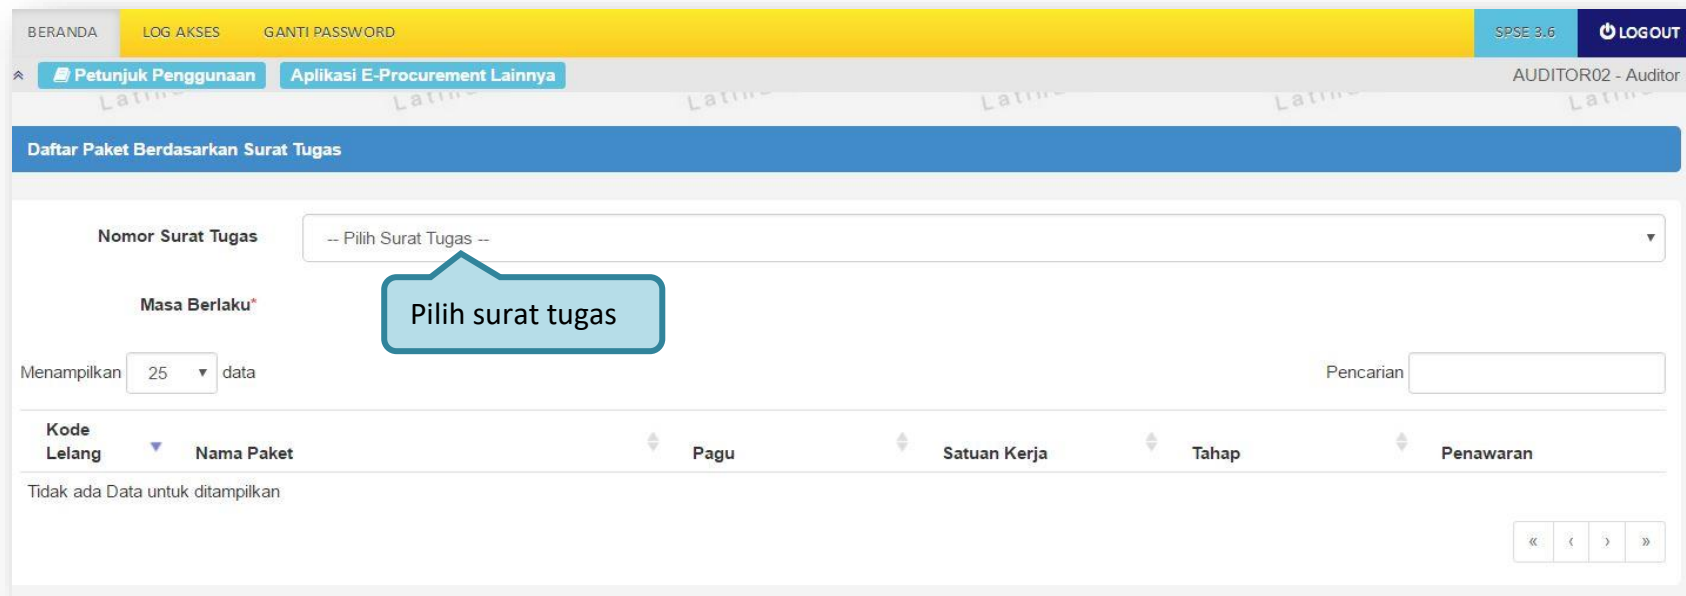 BERANDA LOG AKSES GANTI PASSWORD SPSE 3.6 LOGOUT
Petunjuk Penggunaan Aplikasi E-Procurement Lainnya AUDITOR02 - Auditor
Daftar Paket Berdasarkan Surat Tugas
Nomor Surat Tugas -- Pilih Surat Tugas --
Pilih surat tugas
Masa Berlaku*
Menampilkan 25 data Pencarian
Kode
Lelang Nama Paket Pagu Satuan Kerja Tahap Penawaran
Tidak ada Data untuk ditampilkan
« ‹ › »